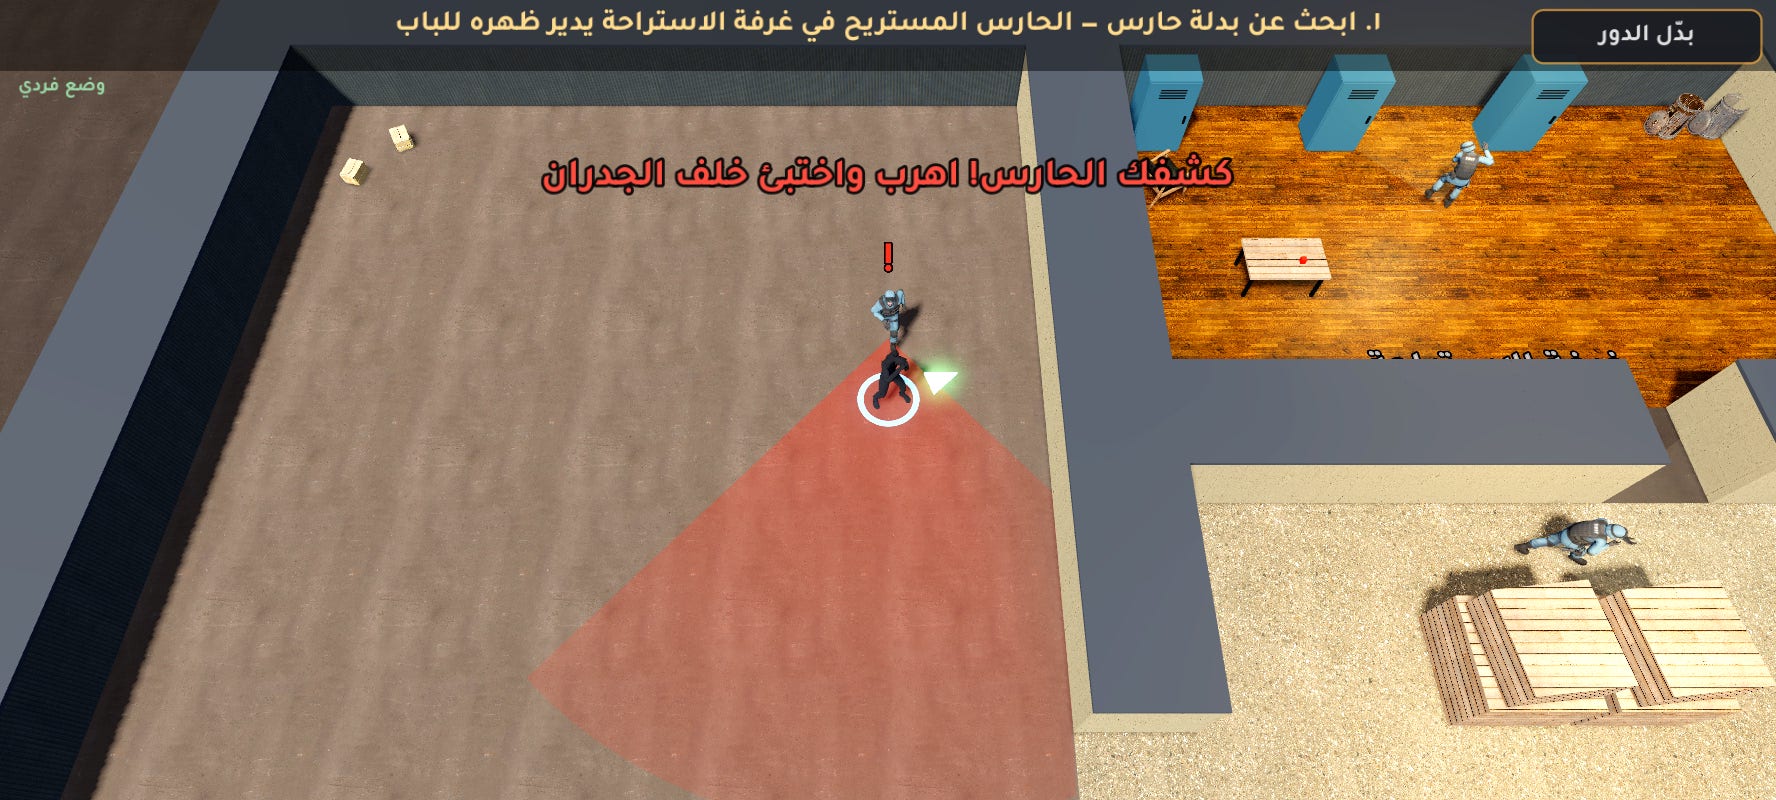 ١. ابحث عن بدلة حارس – الحارس المستريح في غرفة الاستراحة يدير ظهره للباب
بدّل الدور
وضع فردي
كشفك الحارس! اهرب واختبئ خلف الجدران
!